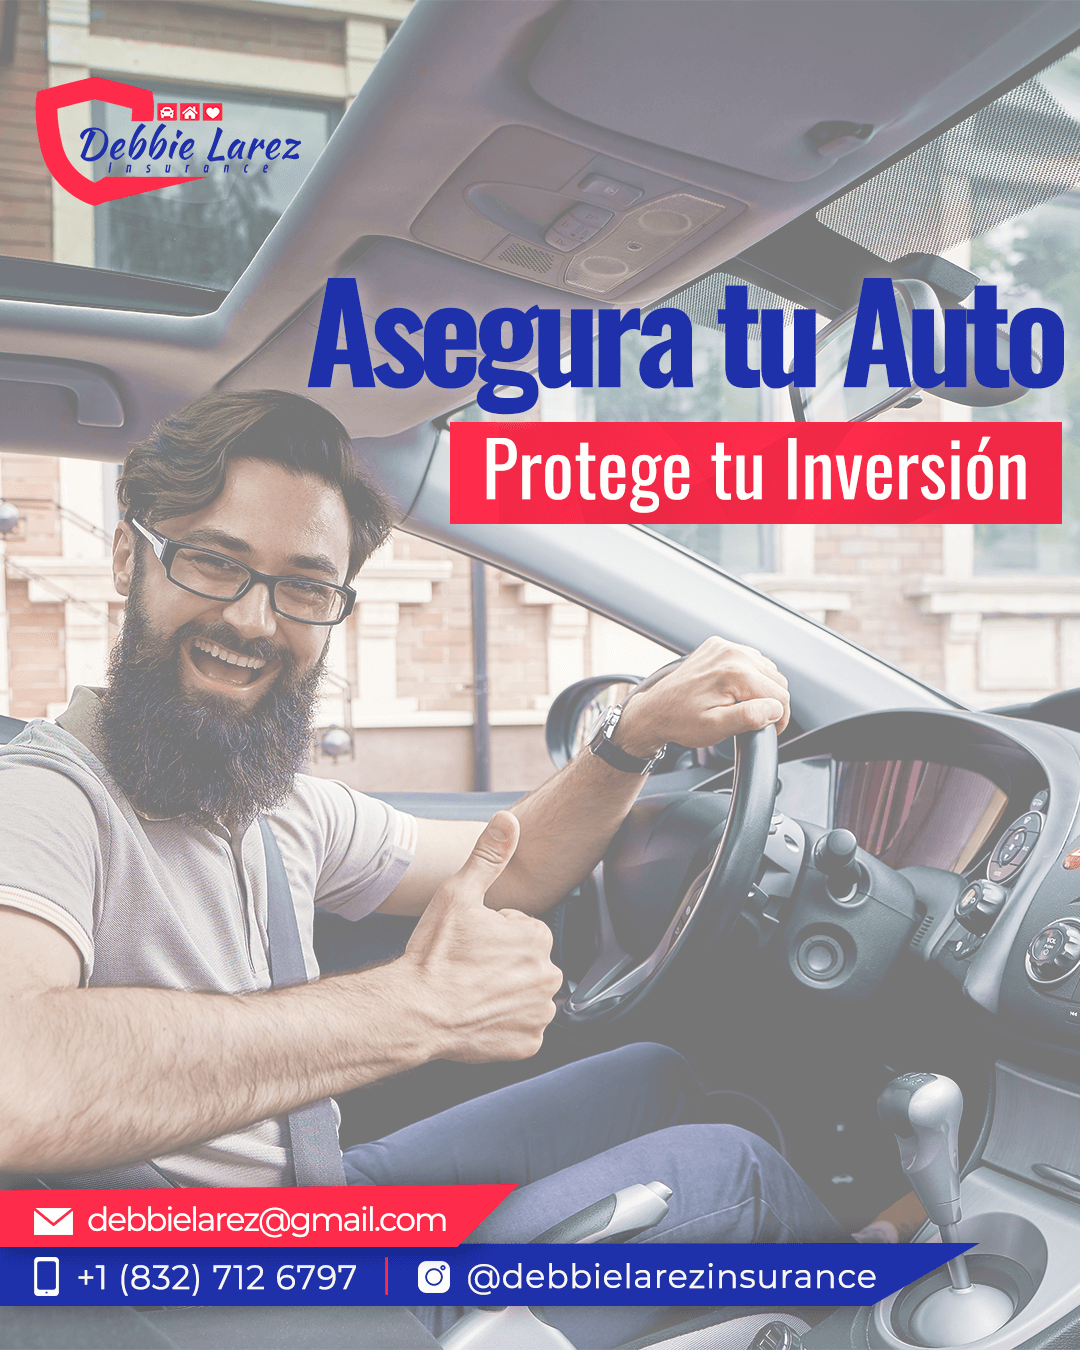 Debbie Larez
Insurance
Asegura tu Auto
Protege tu Inversión
debbielarez@gmail.com
+1 (832) 712 6797
@debbielarezinsurance